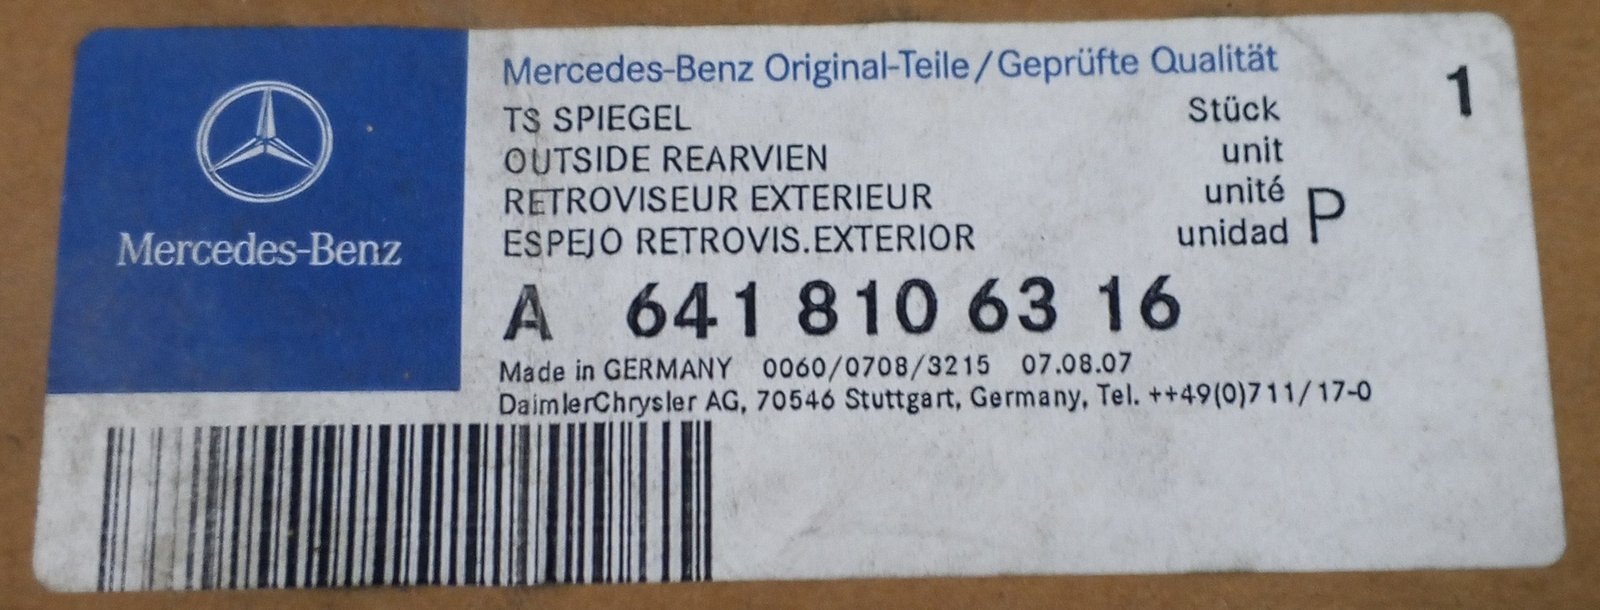 Mercedes-Benz
Mercedes-Benz Original-Teile/Geprüfte Qualität
TS SPIEGEL Stück 1
OUTSIDE REARVIEN unit
RETROVISEUR EXTERIEUR unité
ESPEJO RETROVIS.EXTERIOR unidad P
A 641 810 63 16
Made in GERMANY 0060/0708/3215 07.08.07
DaimlerChrysler AG, 70546 Stuttgart, Germany, Tel. ++49(0)711/17-0